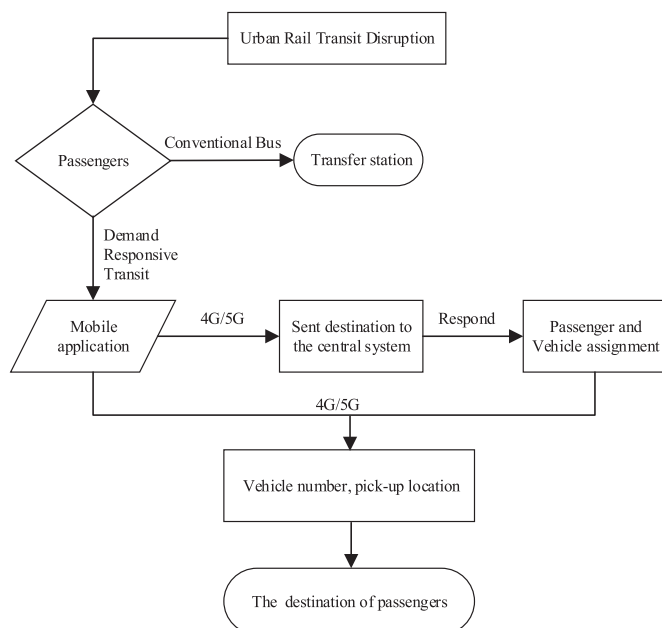 Urban Rail Transit Disruption
Conventional Bus
Passengers
Transfer station
Demand
Responsive
Transit
Mobile
application
4G/5G
Sent destination to
the central system
Respond
Passenger and
Vehicle assignment
4G/5G
Vehicle number, pick-up location
The destination of passengers